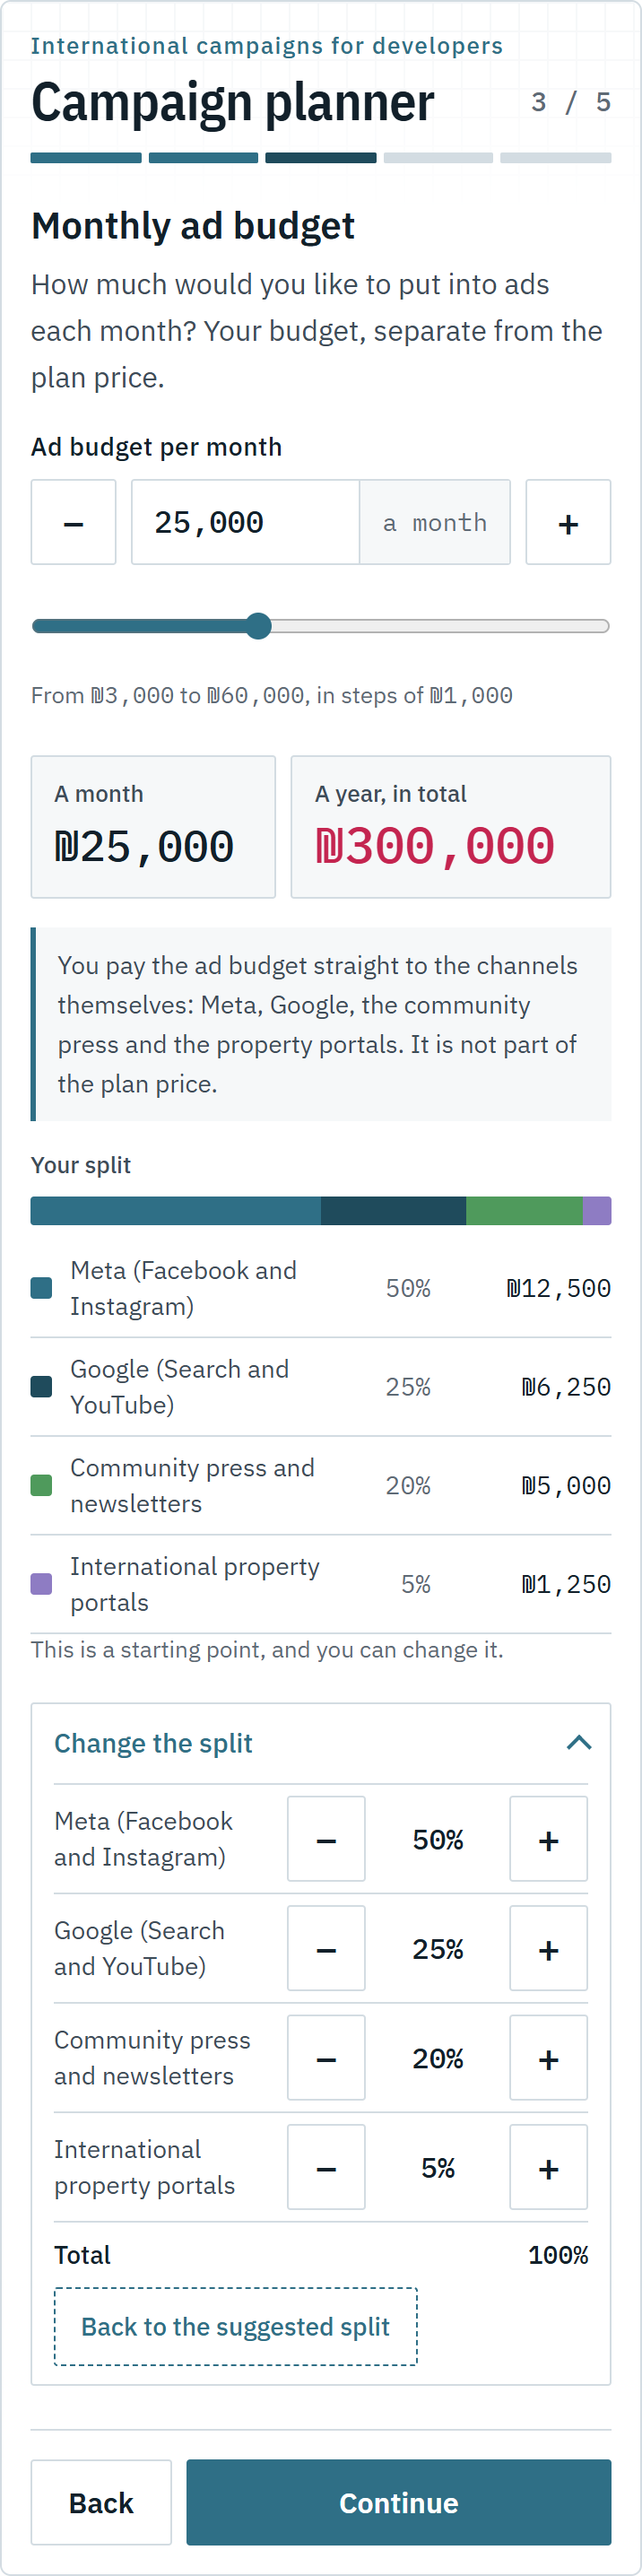 International campaigns for developers
Campaign planner
3 / 5
Monthly ad budget
How much would you like to put into ads
each month? Your budget, separate from the
plan price.
Ad budget per month
− 25,000 a month +
From ₪3,000 to ₪60,000, in steps of ₪1,000
A month
₪25,000
A year, in total
₪300,000
You pay the ad budget straight to the channels
themselves: Meta, Google, the community
press and the property portals. It is not part of
the plan price.
Your split
Meta (Facebook and
Instagram)
50% ₪12,500
Google (Search and
YouTube)
25% ₪6,250
Community press and
newsletters
20% ₪5,000
International property
portals
5% ₪1,250
This is a starting point, and you can change it.
Change the split
Meta (Facebook
and Instagram)
− 50% +
Google (Search
and YouTube)
− 25% +
Community press
and newsletters
− 20% +
International
property portals
− 5% +
Total 100%
Back to the suggested split
Back
Continue